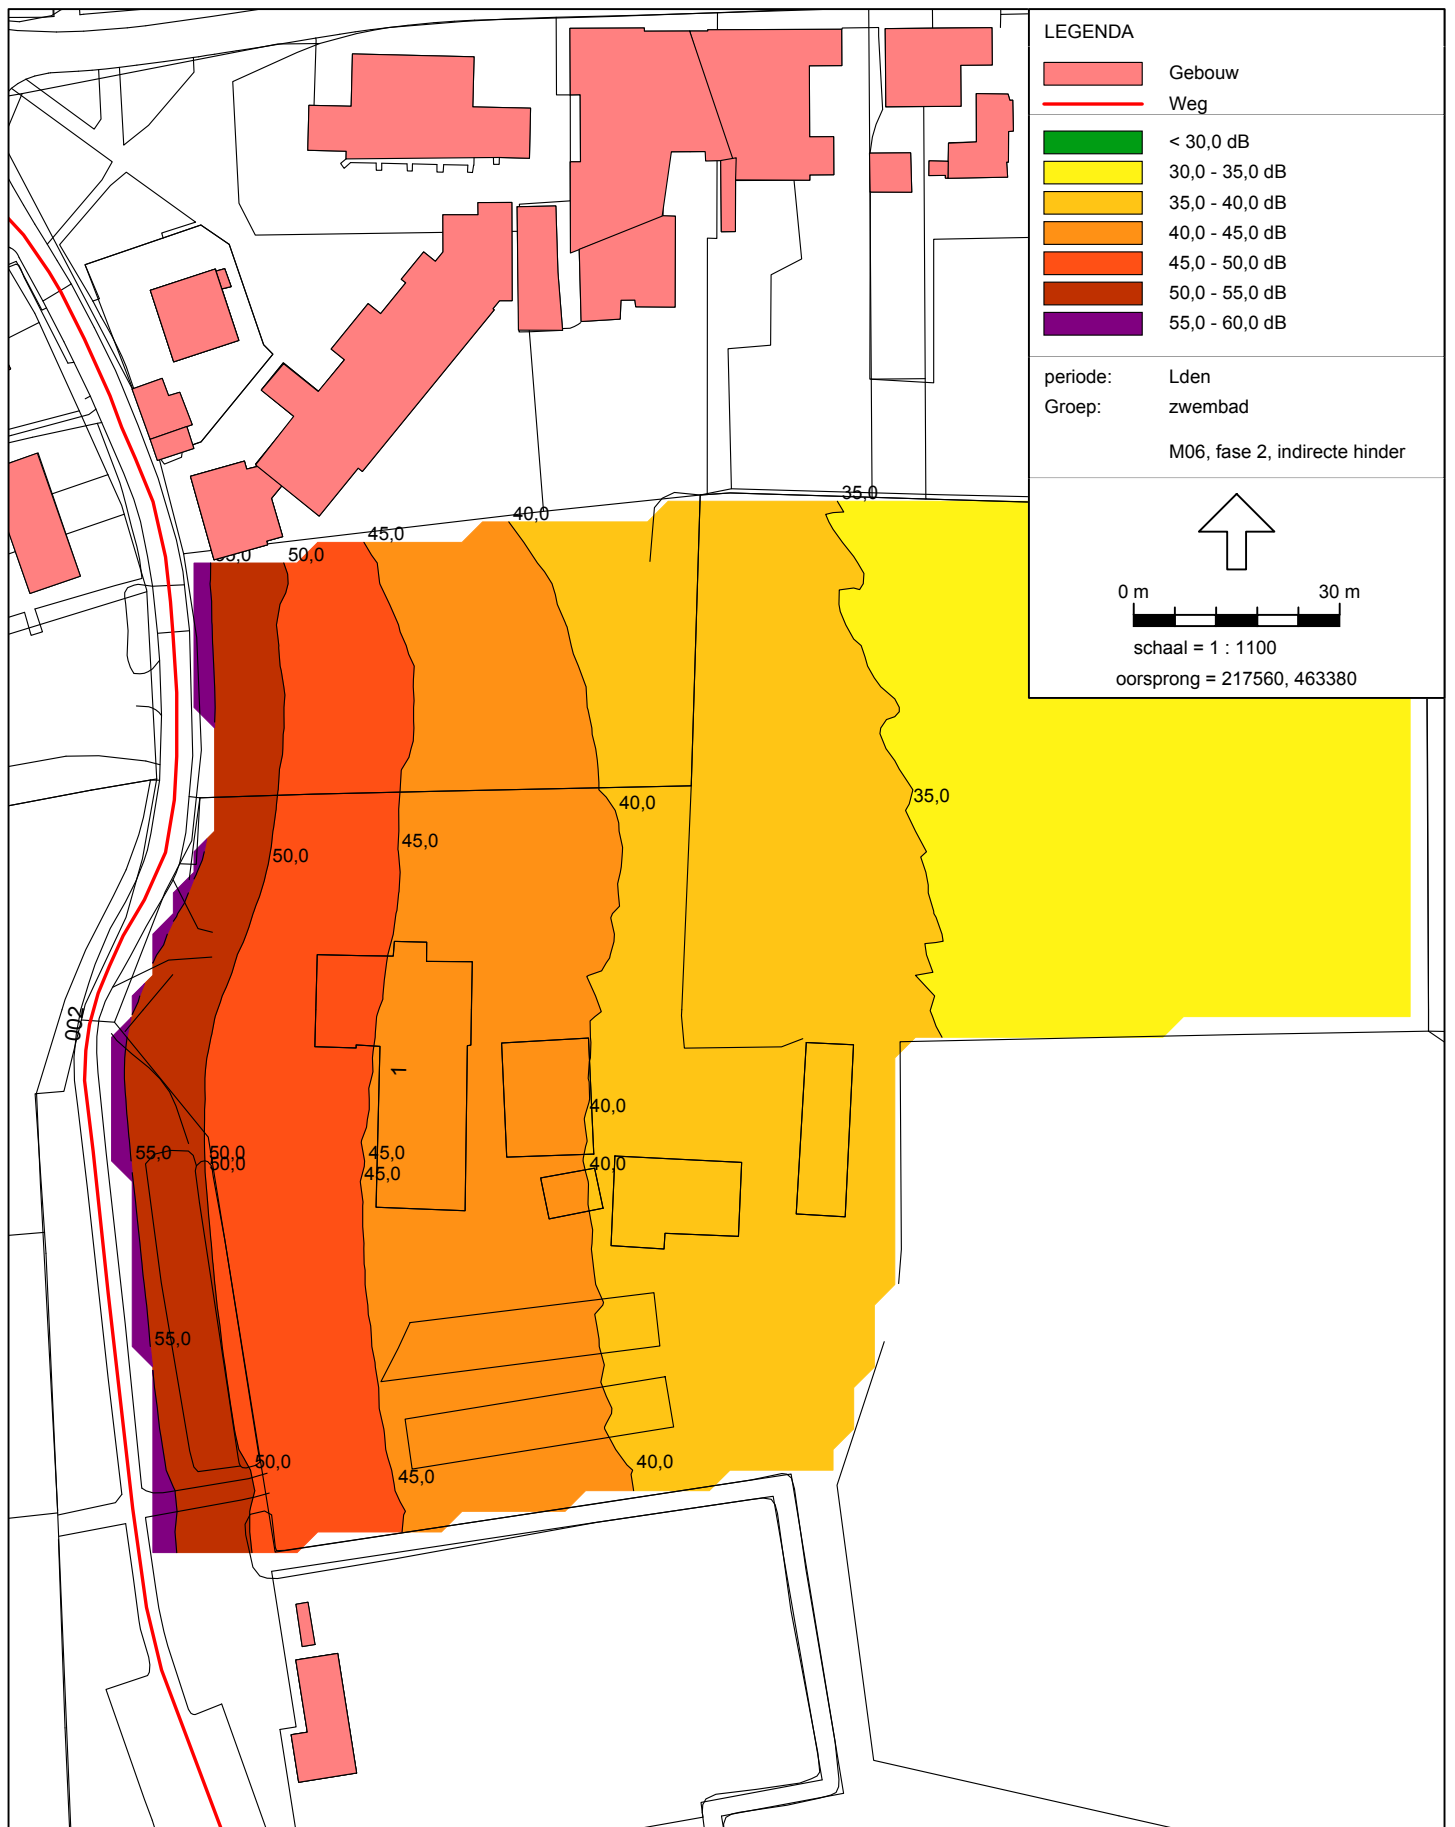 LEGENDA
Gebouw
Weg
< 30,0 dB
30,0 - 35,0 dB
35,0 - 40,0 dB
40,0 - 45,0 dB
45,0 - 50,0 dB
50,0 - 55,0 dB
55,0 - 60,0 dB
periode: Lden
Groep: zwembad
M06, fase 2, indirecte hinder
0 m 30 m
schaal = 1 : 1100
oorsprong = 217560, 463380
35,0
40,0
45,0
50,0
35,0
40,0
45,0
50,0
002
1
40,0
55,0
50,0
45,0
50,0
40,0
45,0
55,0
50,0
40,0
45,0